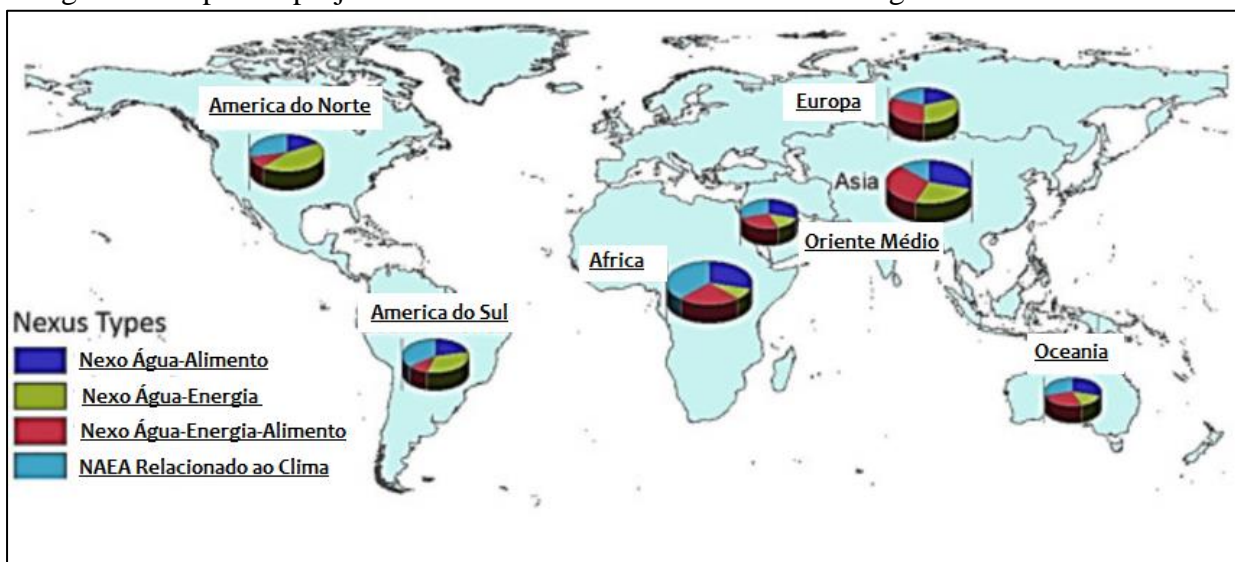 America do Norte
Europa
Asia
Oriente Médio
Africa
America do Sul
Oceania
Nexus Types
Nexo Água-Alimento
Nexo Água-Energia
Nexo Água-Energia-Alimento
NAEA Relacionado ao Clima